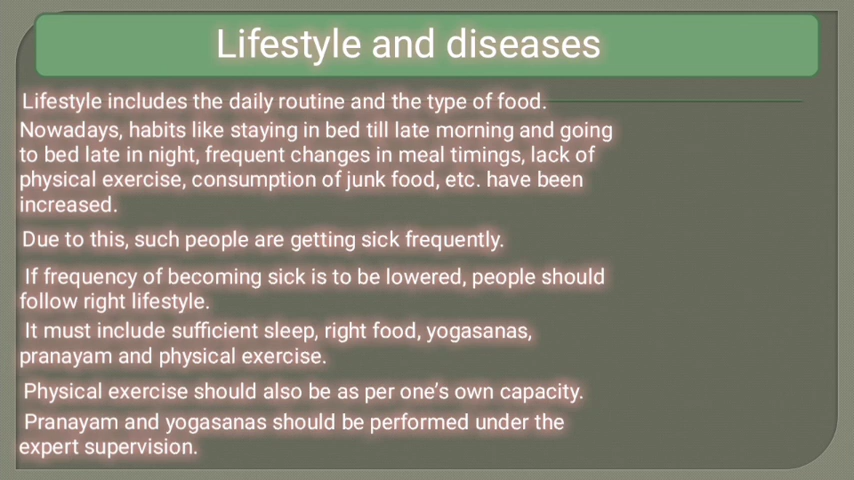 Lifestyle and diseases
Lifestyle includes the daily routine and the type of food.
Nowadays, habits like staying in bed till late morning and going
to bed late in night, frequent changes in meal timings, lack of
physical exercise, consumption of junk food, etc. have been
increased.
Due to this, such people are getting sick frequently.
If frequency of becoming sick is to be lowered, people should
follow right lifestyle.
It must include sufficient sleep, right food, yogasanas,
pranayam and physical exercise.
Physical exercise should also be as per one’s own capacity.
Pranayam and yogasanas should be performed under the
expert supervision.